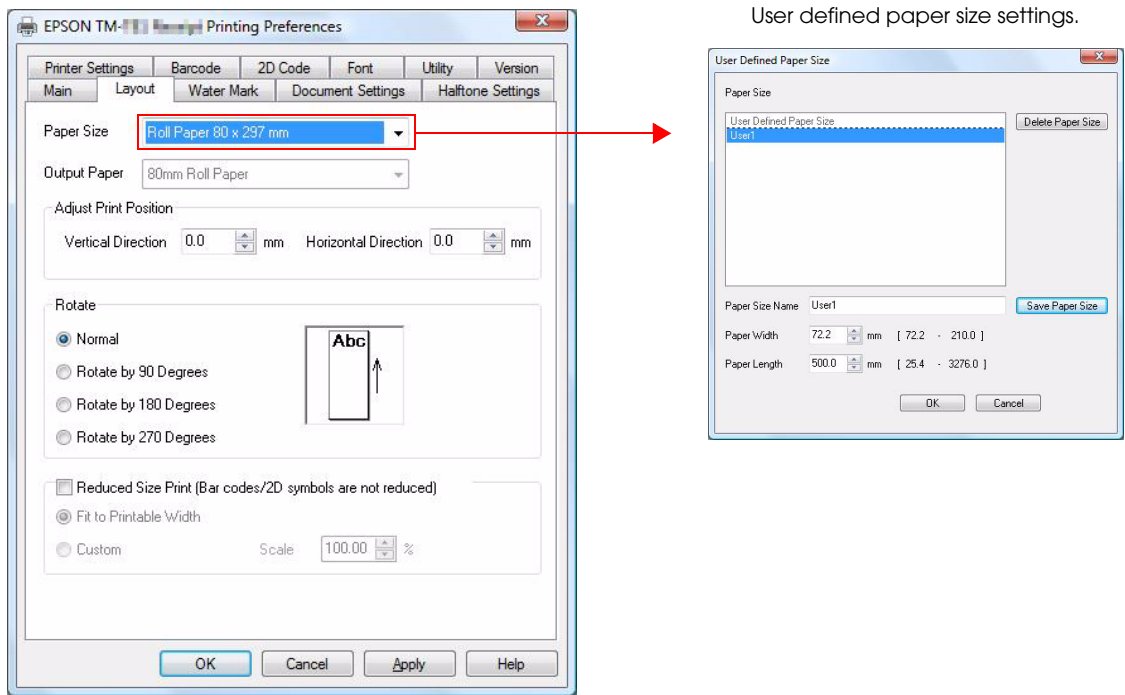 EPSON TM- Printing Preferences
Printer Settings Barcode 2D Code Font Utility Version
Main Layout Water Mark Document Settings Halftone Settings
Paper Size Roll Paper 80 x 297 mm
Output Paper 80mm Roll Paper
Adjust Print Position
Vertical Direction 0.0 mm Horizontal Direction 0.0 mm
Rotate
Normal
Rotate by 90 Degrees
Rotate by 180 Degrees
Rotate by 270 Degrees
Abc
Reduced Size Print (Bar codes/2D symbols are not reduced)
Fit to Printable Width
Custom Scale 100.00 %
OK Cancel Apply Help
User defined paper size settings.
User Defined Paper Size
Paper Size
User Defined Paper Size
User1
Delete Paper Size
Paper Size Name User1 Save Paper Size
Paper Width 72.2 mm [ 72.2 - 210.0 ]
Paper Length 500.0 mm [ 25.4 - 3276.0 ]
OK Cancel